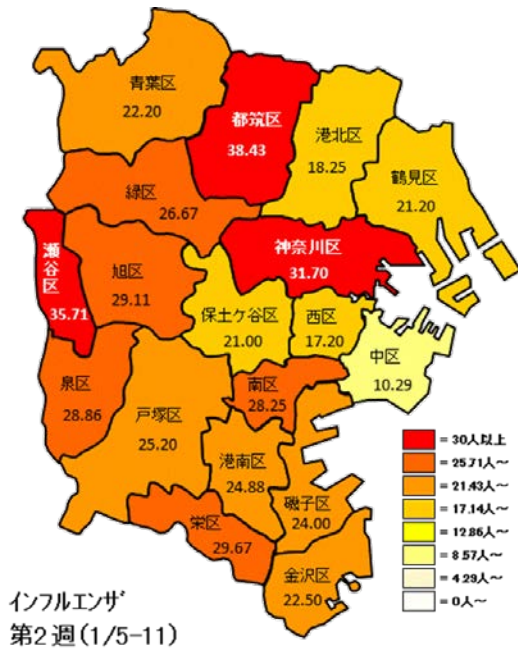 青葉区
22.20
都筑区
38.43
港北区
18.25
鶴見区
21.20
緑区
26.67
神奈川区
31.70
瀬谷区
35.71
旭区
29.11
保土ケ谷区
21.00
西区
17.20
中区
10.29
泉区
28.86
戸塚区
25.20
南区
28.25
港南区
24.88
磯子区
24.00
栄区
29.67
金沢区
22.50
=30人以上
=25.71人~
=21.43人~
=17.14人~
=12.86人~
=8.57人~
=4.29人~
=0人~
インフルエンザ
第2週(1/5-11)